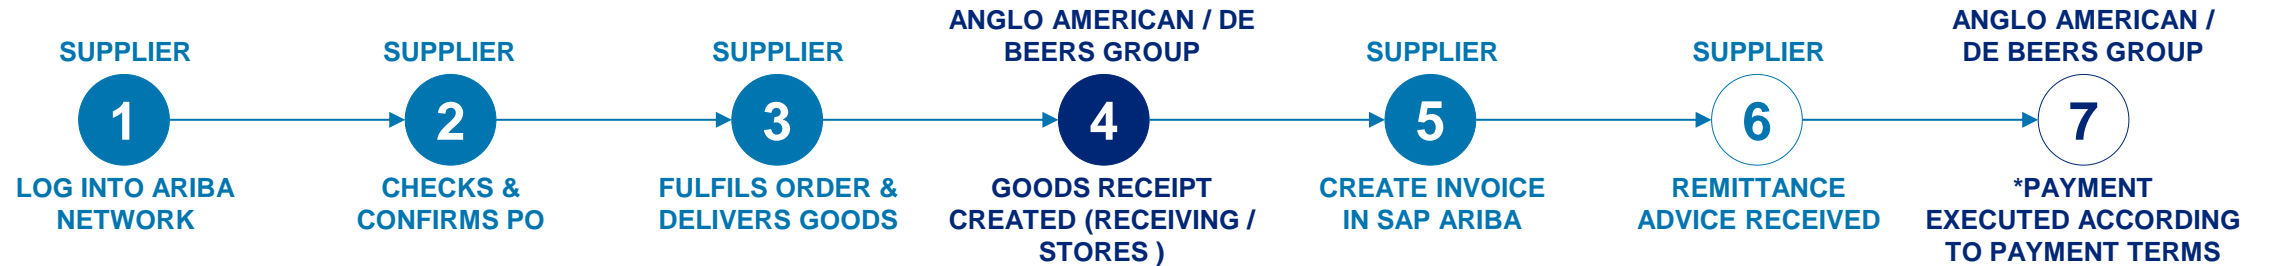 SUPPLIER
1
LOG INTO ARIBA
NETWORK
SUPPLIER
2
CHECKS &
CONFIRMS PO
SUPPLIER
3
FULFILS ORDER &
DELIVERS GOODS
ANGLO AMERICAN / DE
BEERS GROUP
4
GOODS RECEIPT
CREATED (RECEIVING /
STORES )
SUPPLIER
5
CREATE INVOICE
IN SAP ARIBA
SUPPLIER
6
REMITTANCE
ADVICE RECEIVED
ANGLO AMERICAN /
DE BEERS GROUP
7
*PAYMENT
EXECUTED ACCORDING
TO PAYMENT TERMS